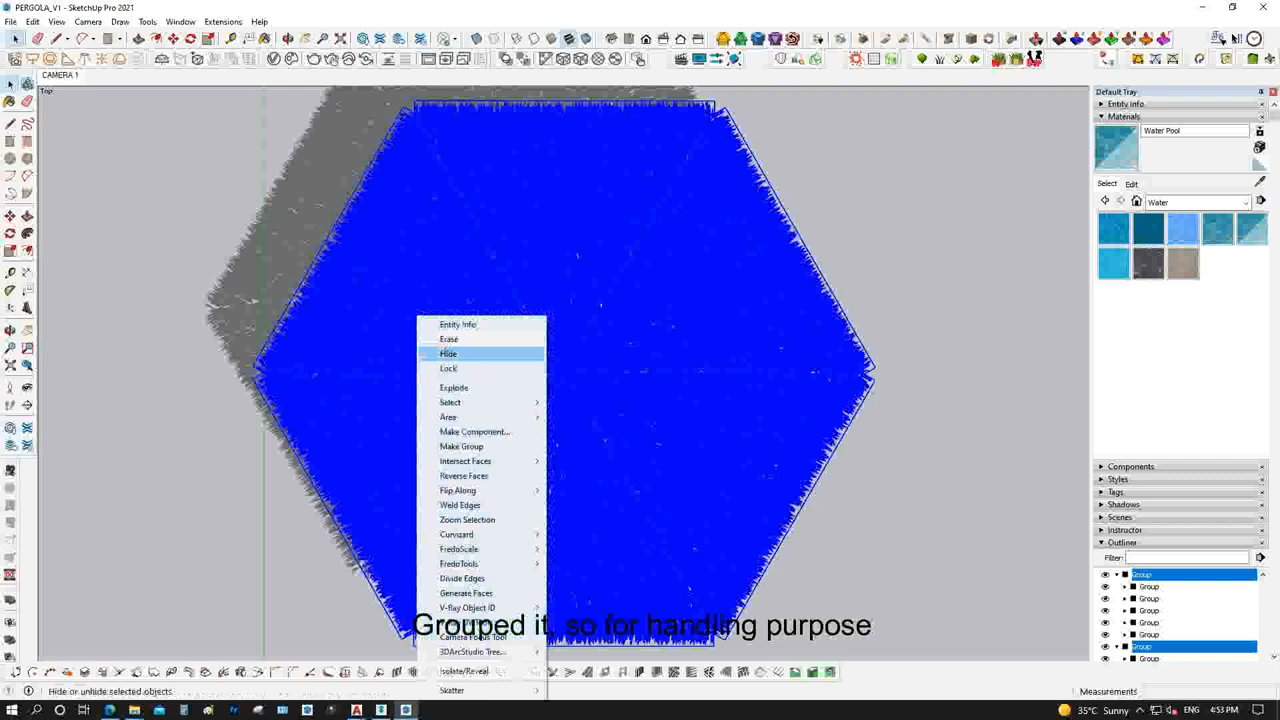 PERGOLA_V1 - SketchUp Pro 2021
File Edit View Camera Draw Tools Window Extensions Help
CAMERA 1
Top
Default Tray
Entity Info
Materials
Water Pool
Select Edit
Water
Entity Info
Erase
Hide
Lock
Explode
Select
Area
Make Component...
Make Group
Intersect Faces
Reverse Faces
Flip Along
Weld Edges
Zoom Selection
Curvizard
FredoScale
FredoTools
Divide Edges
Generate Faces
V-Ray Object ID
Camera Focus Tool
3DArcStudio Tree...
Isolate/Reveal
Skatter
Grouped it, so for handling purpose
Components
Styles
Tags
Shadows
Scenes
Instructor
Outliner
Filter:
Group
Group
Group
Group
Group
Group
Group
Group
Hide or unhide selected objects.
Measurements
35°C Sunny
ENG
4:53 PM